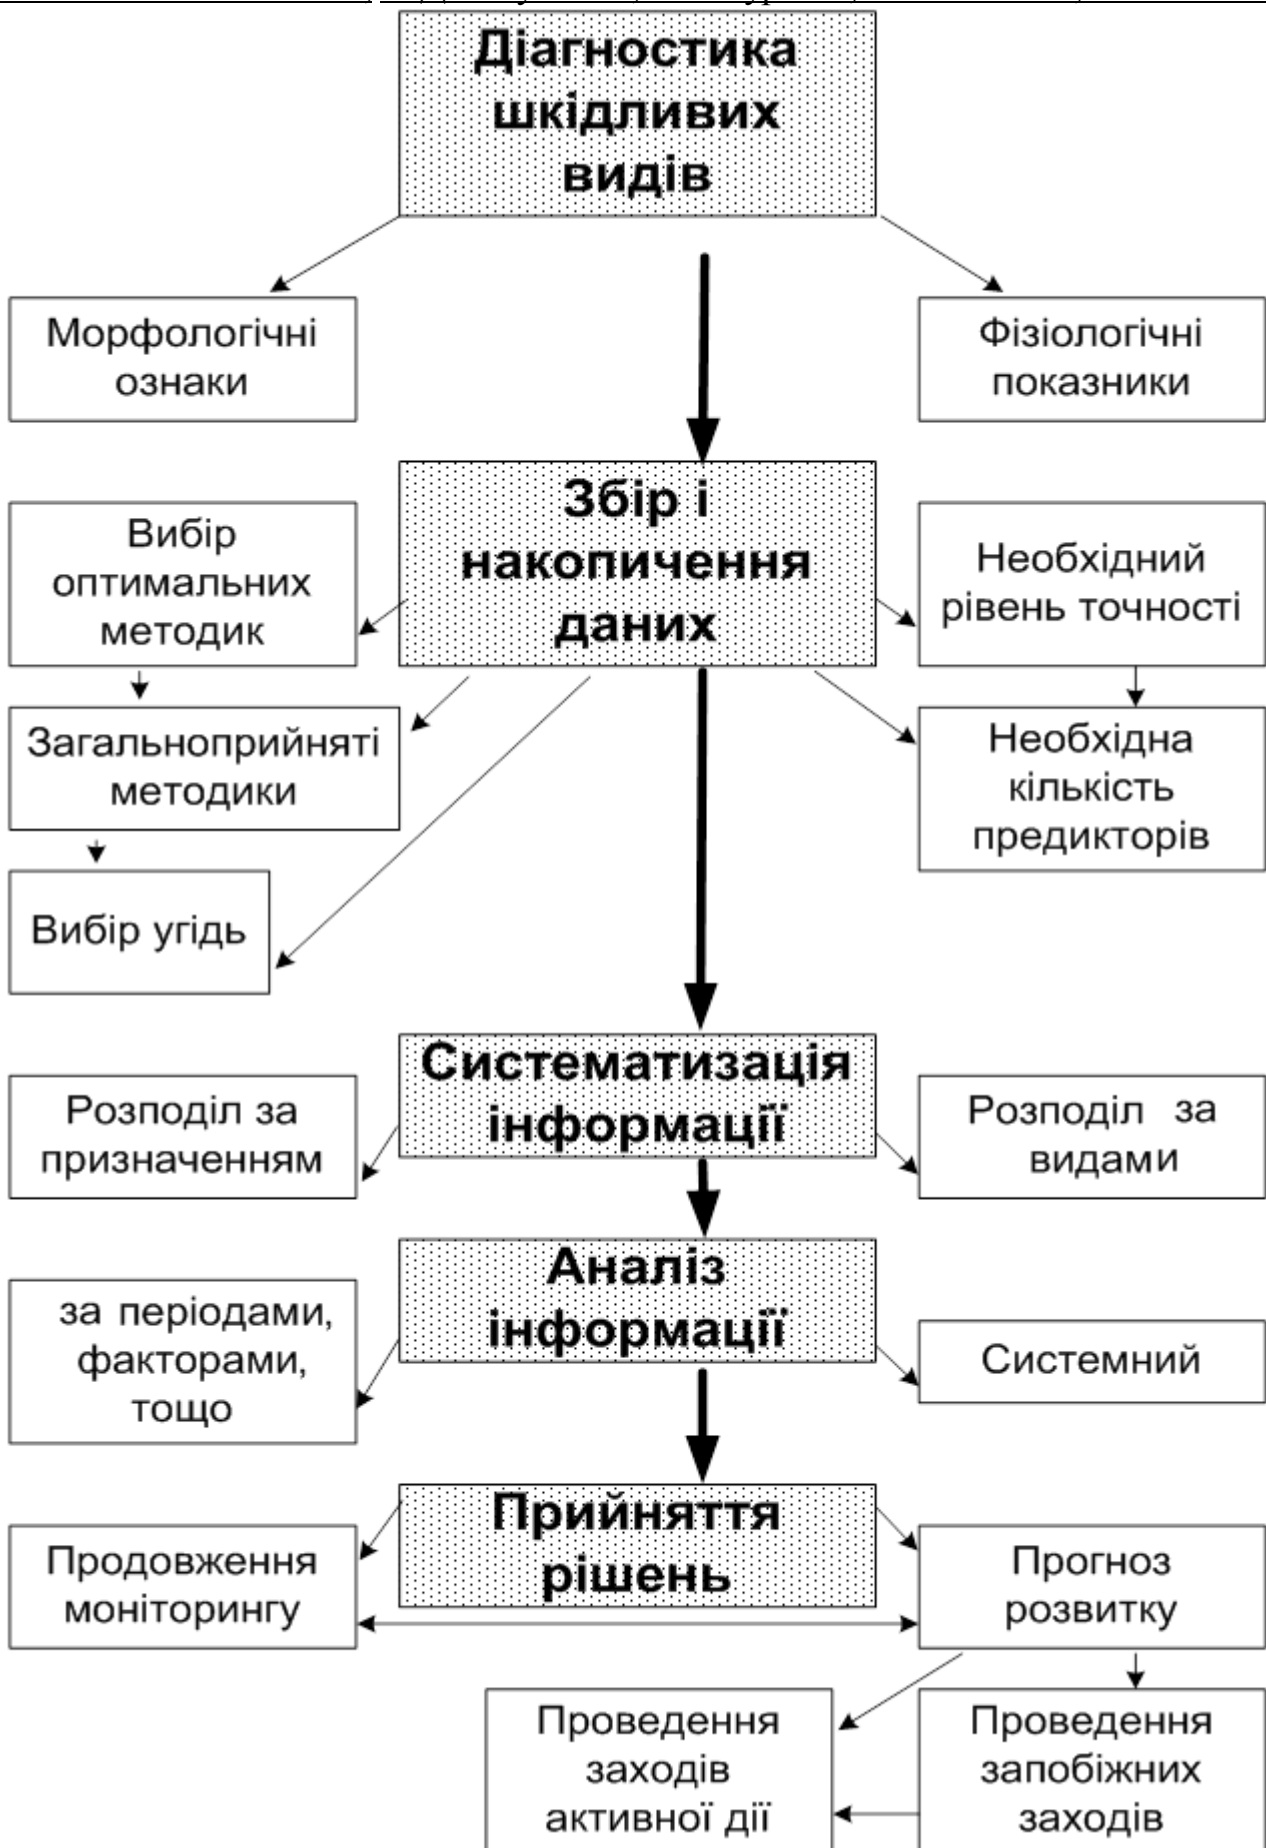 Діагностика
шкідливих
видів
Морфологічні
ознаки
Фізіологічні
показники
Збір і
накопичення
даних
Вибір
оптимальних
методик
Необхідний
рівень точності
Загальноприйняті
методики
Необхідна
кількість
предикторів
Вибір угідь
Систематизація
інформації
Розподіл за
призначенням
Розподіл за
видами
Аналіз
інформації
за періодами,
факторами,
тощо
Системний
Прийняття
рішень
Продовження
моніторингу
Прогноз
розвитку
Проведення
заходів
активної дії
Проведення
запобіжних
заходів